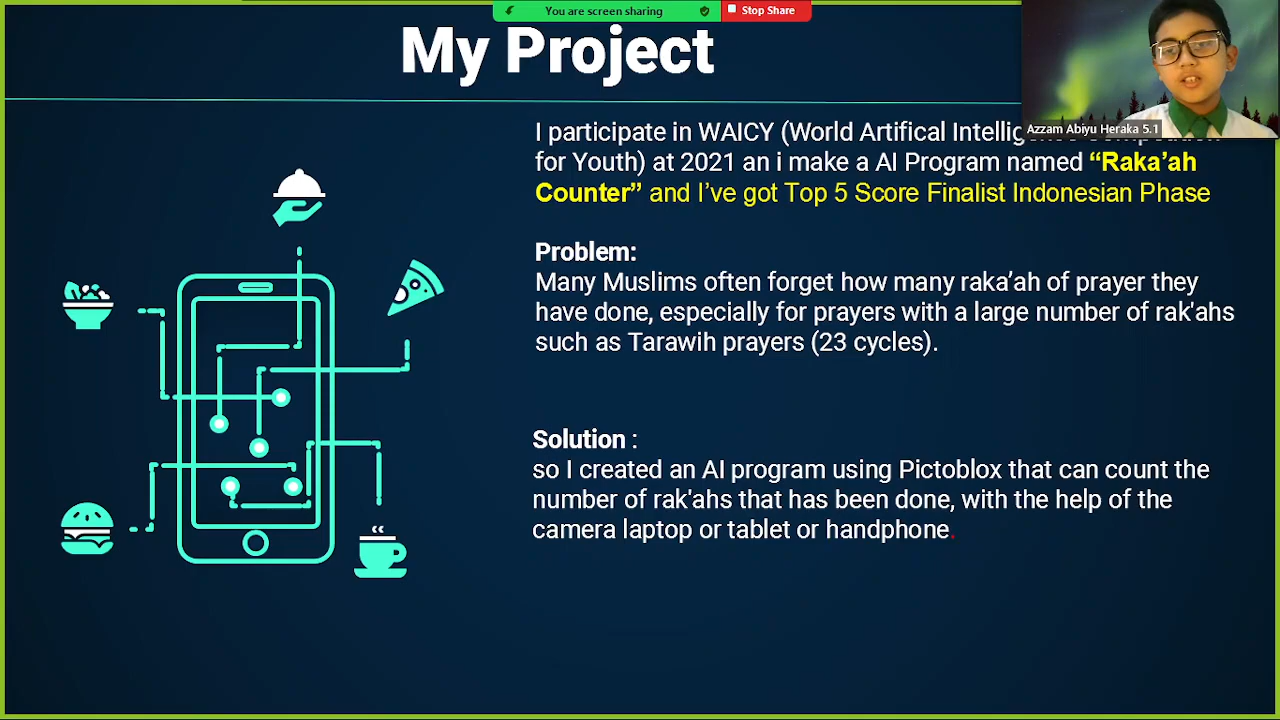 You are screen sharing
Stop Share
My Project
Azzam Abiyu Heraka 5.1
I participate in WAICY (World Artifical
for Youth) at 2021 an i make a AI Program named “Raka’ah
Counter” and I’ve got Top 5 Score Finalist Indonesian Phase
Problem:
Many Muslims often forget how many raka’ah of prayer they
have done, especially for prayers with a large number of rak'ahs
such as Tarawih prayers (23 cycles).
Solution :
so I created an AI program using Pictoblox that can count the
number of rak'ahs that has been done, with the help of the
camera laptop or tablet or handphone.